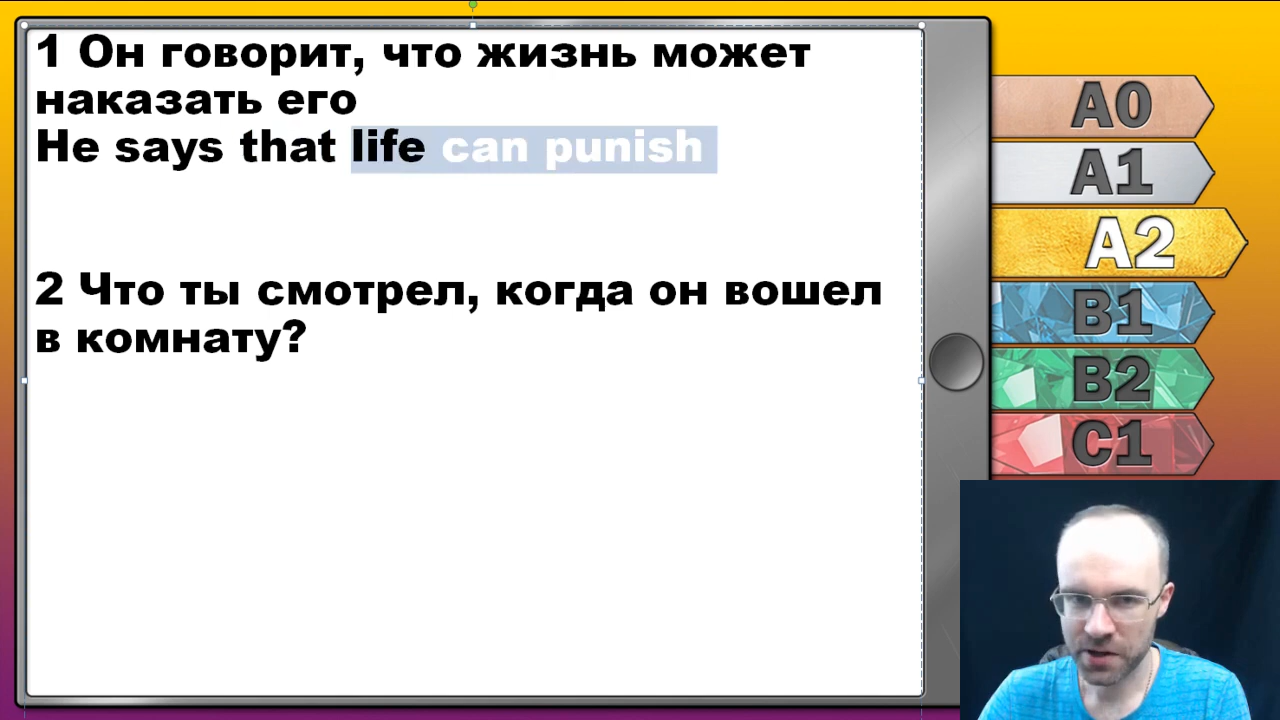 1 Он говорит, что жизнь может
наказать его
He says that life can punish
2 Что ты смотрел, когда он вошел
в комнату?
A0
A1
A2
B1
B2
C1